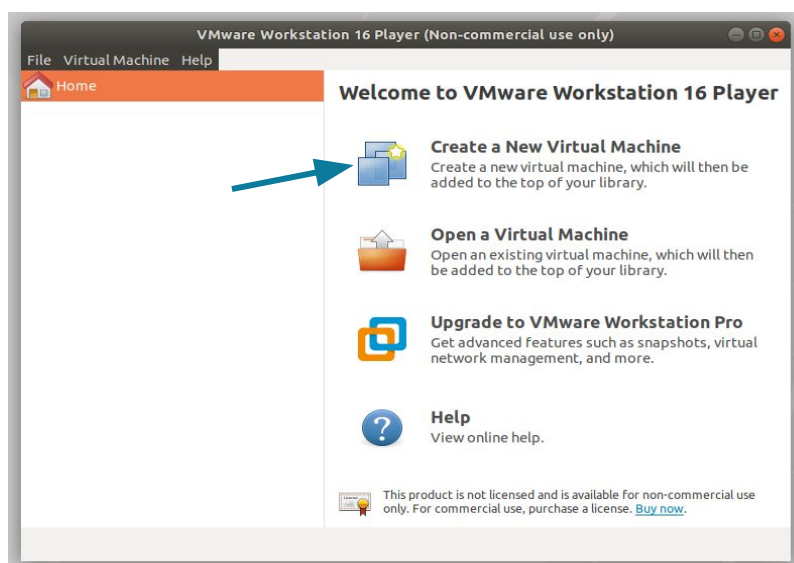 VMware Workstation 16 Player (Non-commercial use only)
File Virtual Machine Help
Home
Welcome to VMware Workstation 16 Player
Create a New Virtual Machine
Create a new virtual machine, which will then be
added to the top of your library.
Open a Virtual Machine
Open an existing virtual machine, which will then
be added to the top of your library.
Upgrade to VMware Workstation Pro
Get advanced features such as snapshots, virtual
network management, and more.
?
Help
View online help.
This product is not licensed and is available for non-commercial use
only. For commercial use, purchase a license. Buy now.